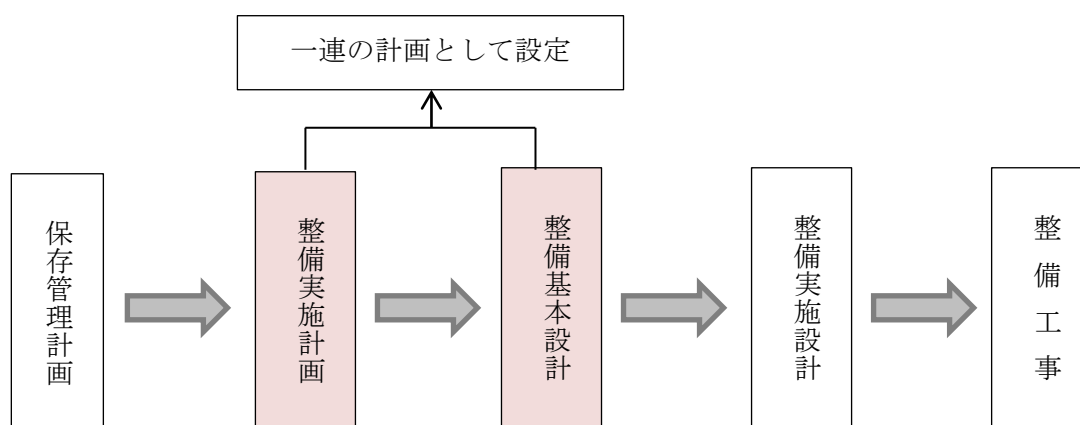 一連の計画として設定
保存管理計画
整備実施計画
整備基本設計
整備実施設計
整備工事